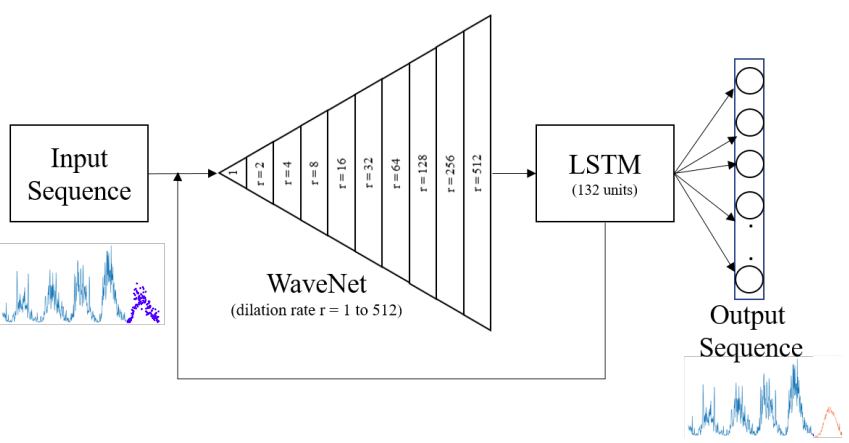 Input
Sequence
1
r = 2
r = 4
r = 8
r = 16
r = 32
r = 64
r = 128
r = 256
r = 512
WaveNet
(dilation rate r = 1 to 512)
LSTM
(132 units)
Output
Sequence